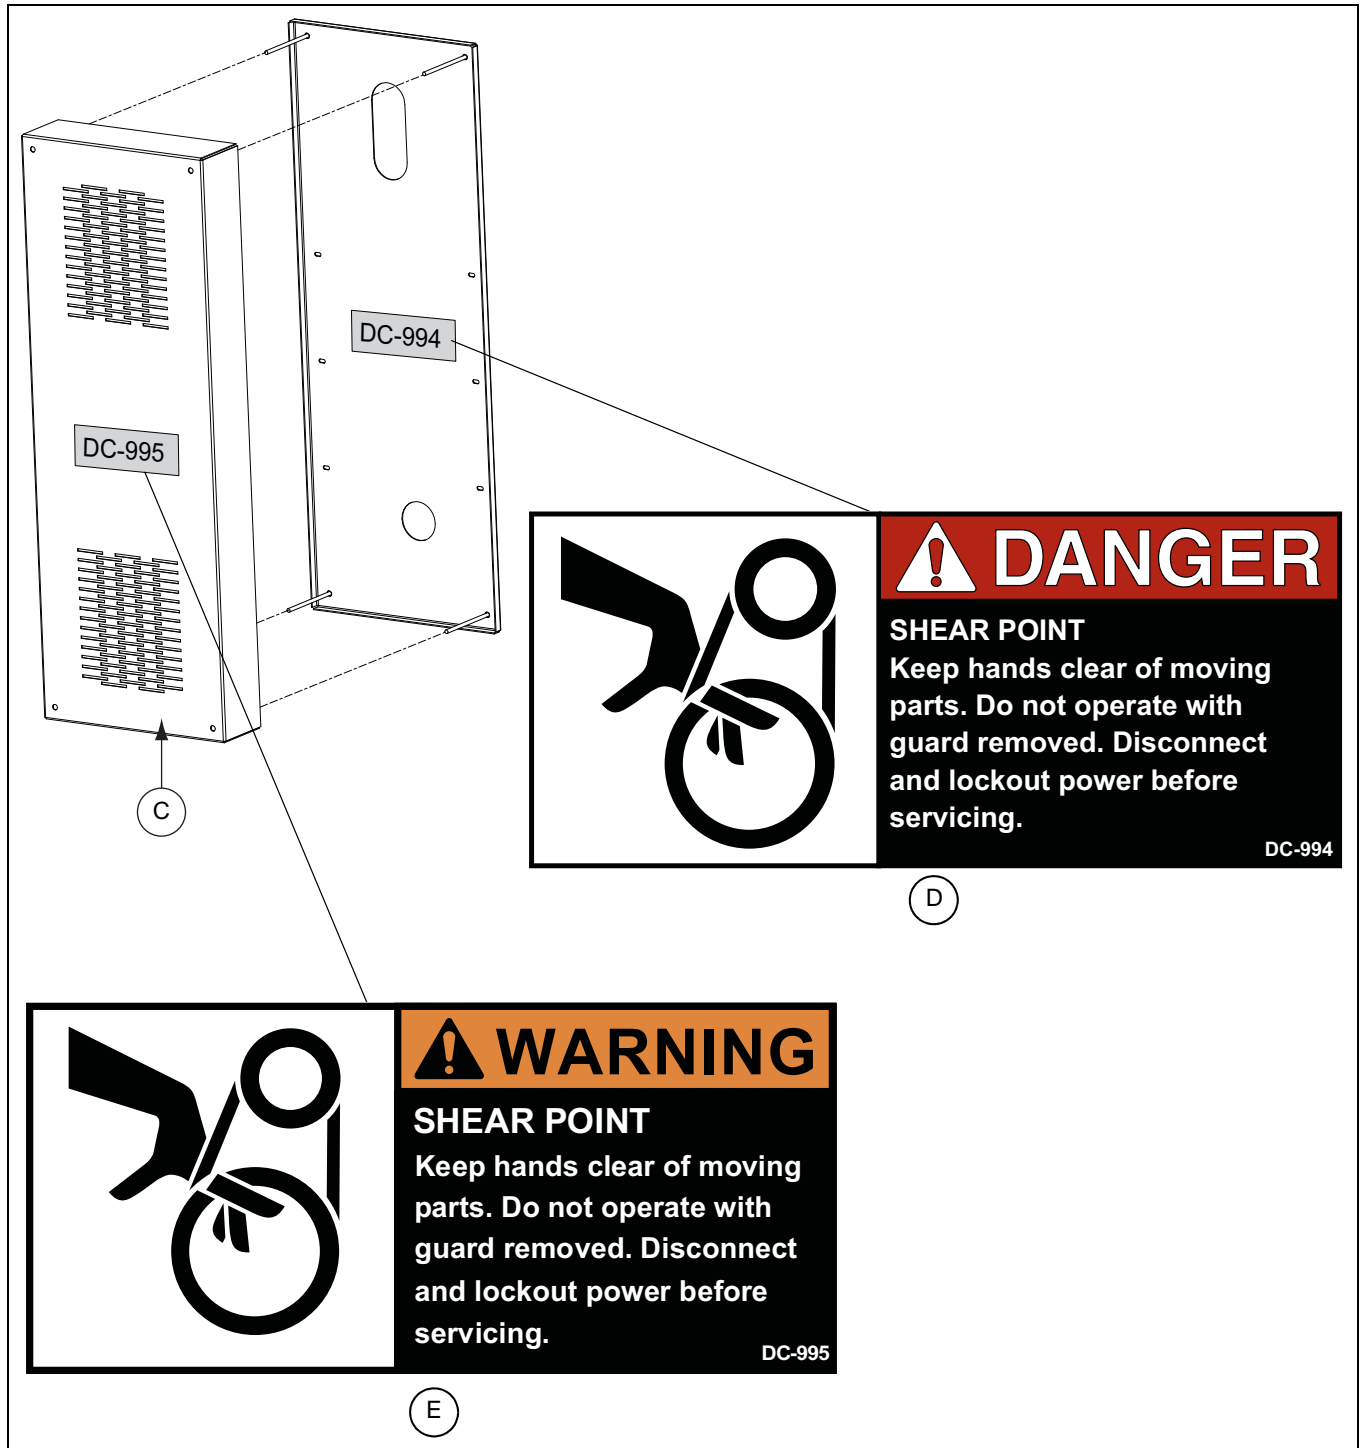 DC-994
DC-995
C
DANGER
SHEAR POINT
Keep hands clear of moving
parts. Do not operate with
guard removed. Disconnect
and lockout power before
servicing.
DC-994
D
WARNING
SHEAR POINT
Keep hands clear of moving
parts. Do not operate with
guard removed. Disconnect
and lockout power before
servicing.
DC-995
E